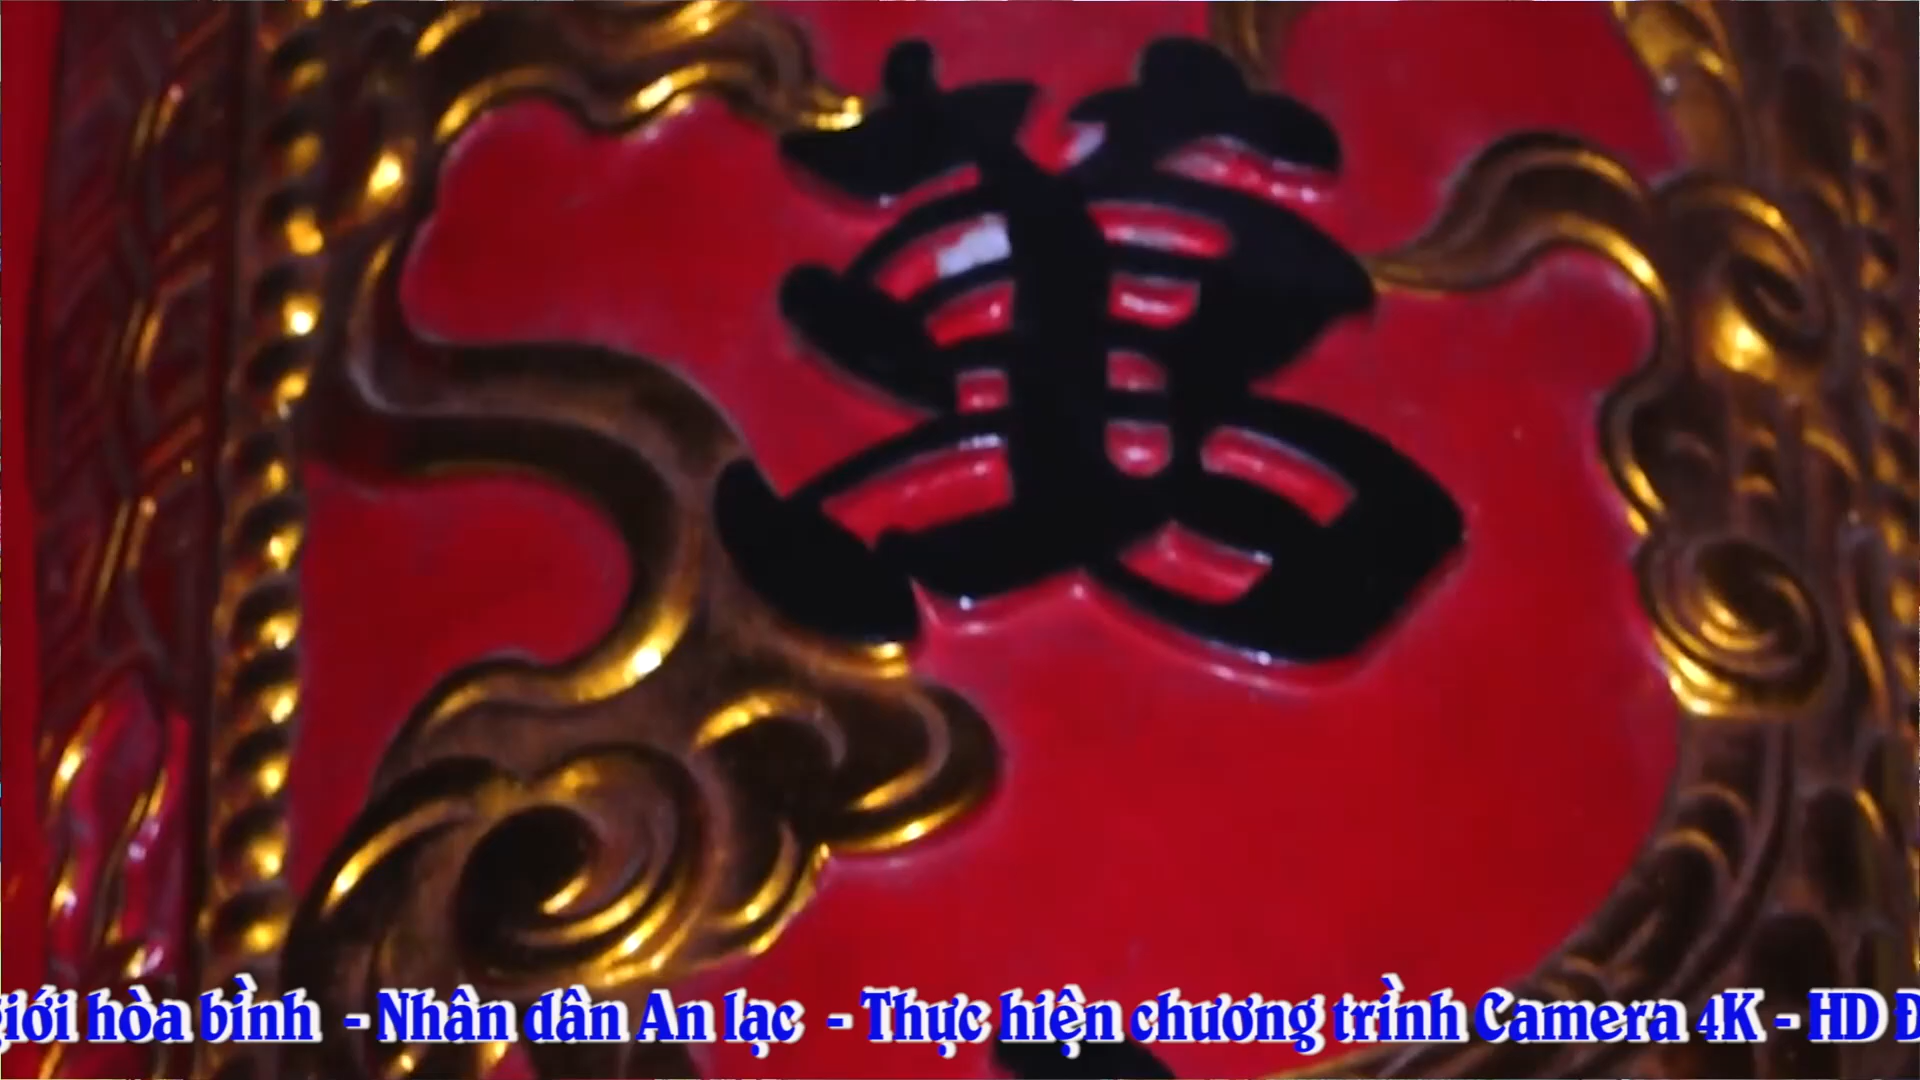 萬
giới hòa bình - Nhân dân An lạc - Thực hiện chương trình Camera 4K - HD